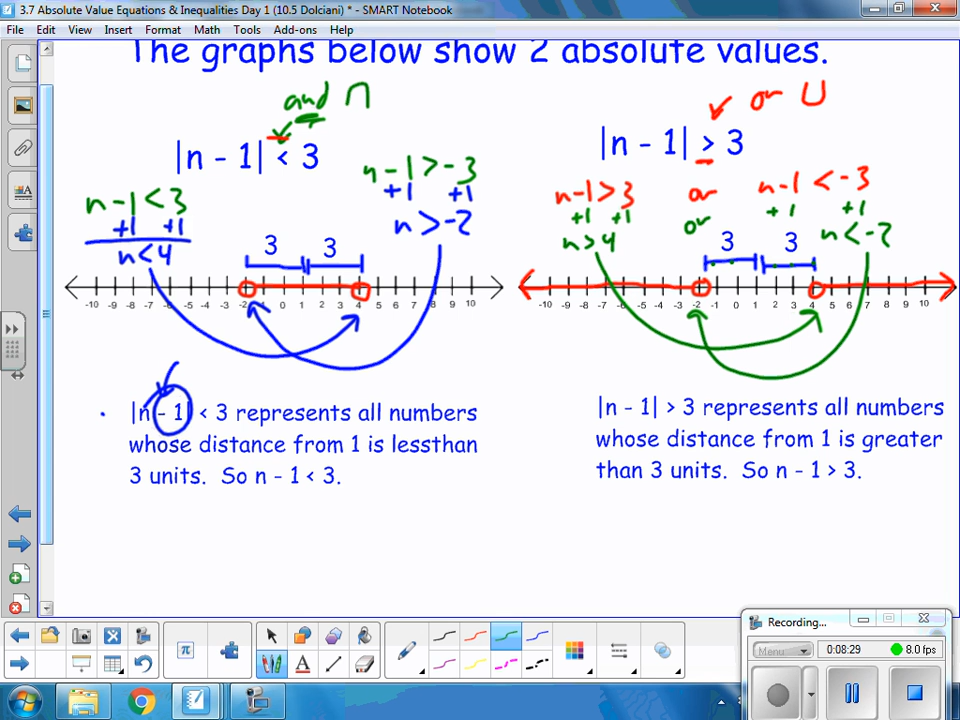 3.7 Absolute Value Equations & Inequalities Day 1 (10.5 Dolciani) * - SMART Notebook
File Edit View Insert Format Math Tools Add-ons Help
The graphs below show 2 absolute values.
and ∩
|n - 1| < 3
n-1<3
+1 +1
n<4
n-1>-3
+1 +1
n>-2
3 3
-10 -9 -8 -7 -6 -5 -4 -3 -2 -1 0 1 2 3 4 5 6 7 8 9 10
|n - 1| < 3 represents all numbers
whose distance from 1 is lessthan
3 units. So n - 1 < 3.
or U
|n - 1| > 3
n-1>3 or n-1<-3
+1 +1 +1 +1
n>4 or n<-2
3 3
-10 -9 -8 -7 -6 -5 -4 -3 -2 -1 0 1 2 3 4 5 6 7 8 9 10
|n - 1| > 3 represents all numbers
whose distance from 1 is greater
than 3 units. So n - 1 > 3.
Recording...
Menu 0:08:29 8.0 fps